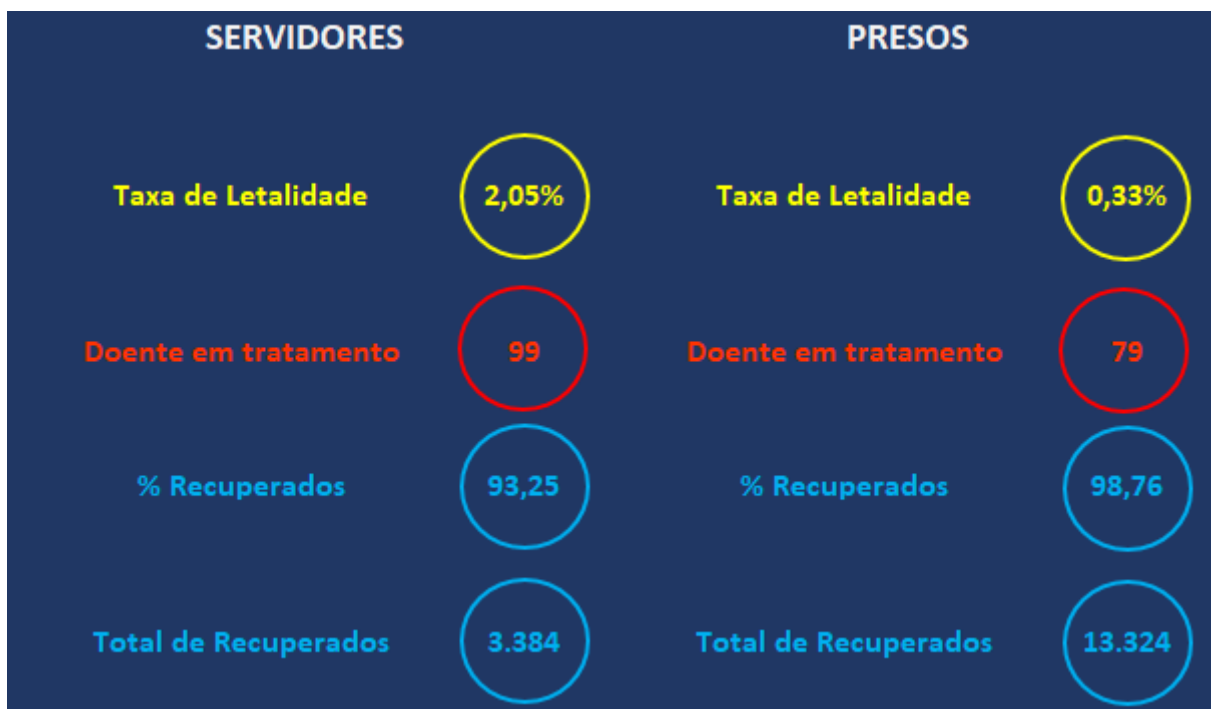 SERVIDORES
Taxa de Letalidade 2,05%
Doente em tratamento 99
% Recuperados 93,25
Total de Recuperados 3.384
PRESOS
Taxa de Letalidade 0,33%
Doente em tratamento 79
% Recuperados 98,76
Total de Recuperados 13.324